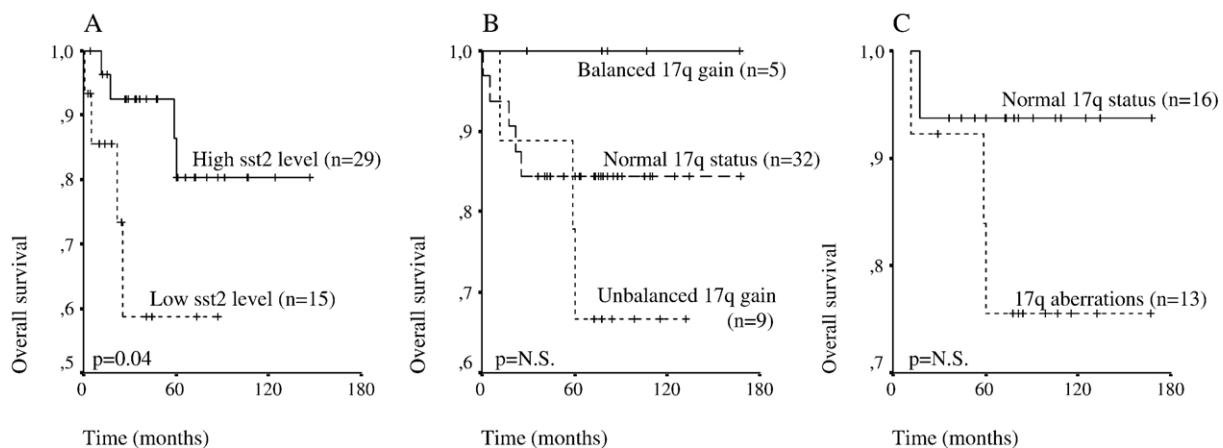 A
Overall survival
1,0
,9
,8
,7
,6
,5
High sst2 level (n=29)
Low sst2 level (n=15)
p=0.04
0
60
120
180
Time (months)
B
Overall survival
1,0
,9
,8
,7
,6
Balanced 17q gain (n=5)
Normal 17q status (n=32)
Unbalanced 17q gain
(n=9)
p=N.S.
0
60
120
180
Time (months)
C
Overall survival
1,0
,9
,8
,7
Normal 17q status (n=16)
17q aberrations (n=13)
p=N.S.
0
60
120
180
Time (months)